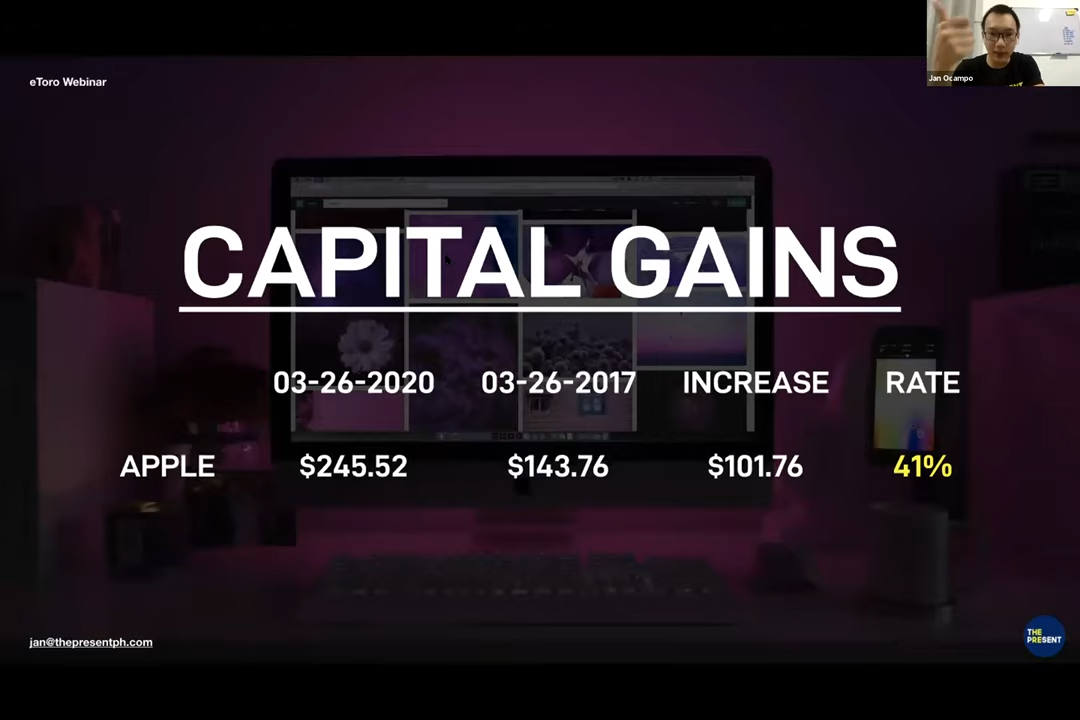 Jan Ocampo
eToro Webinar
CAPITAL GAINS
03-26-2020 03-26-2017 INCREASE RATE
APPLE $245.52 $143.76 $101.76 41%
jan@thepresentph.com
THE
PRESENT